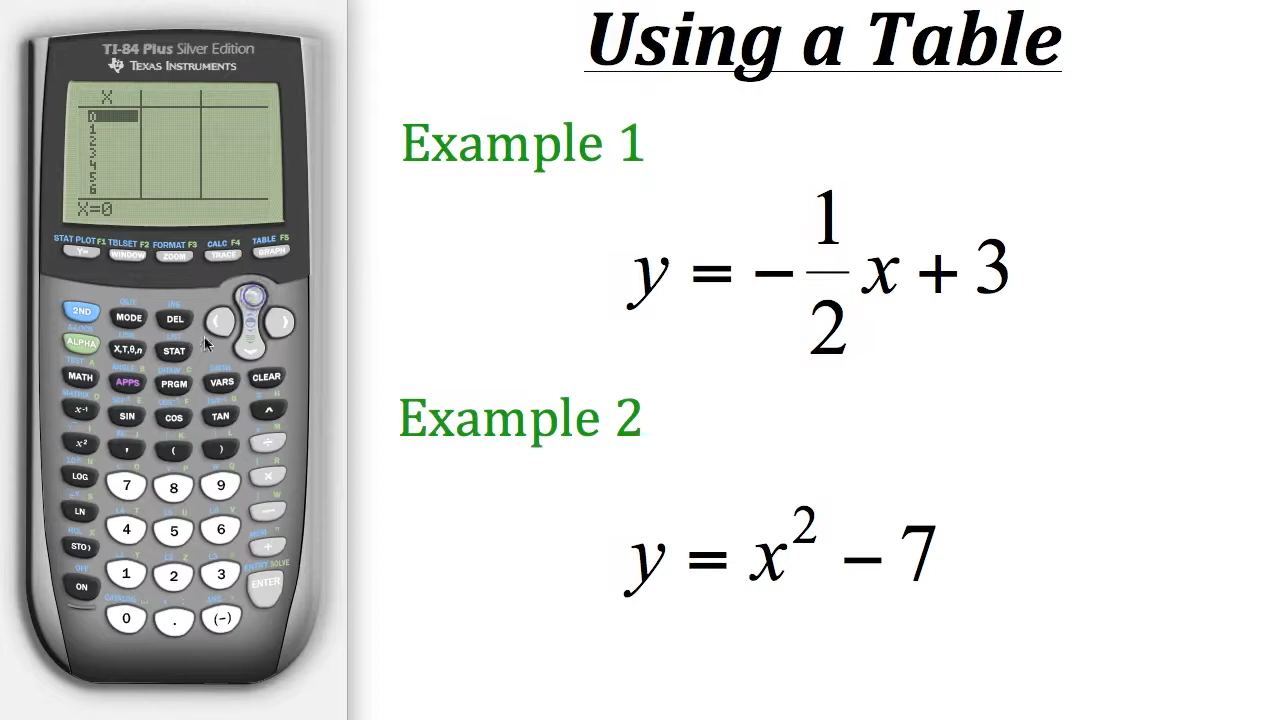 Using a Table
TI-84 Plus Silver Edition
TEXAS INSTRUMENTS
X
0
1
2
3
4
5
6
X=0
Example 1
y = -1/2 x + 3
STAT PLOT F1 TBLSET F2 FORMAT F3 CALC F4 TABLE F5
Y= WINDOW ZOOM TRACE GRAPH
2ND MODE DEL
ALPHA X,T,θ,n STAT
MATH APPS PRGM VARS CLEAR
x⁻¹ SIN COS TAN ^
Example 2
x² , ( ) ÷
LOG 7 8 9 ×
LN 4 5 6 −
STO› 1 2 3 +
OFF
ON 0 . (−) ENTER
y = x² − 7